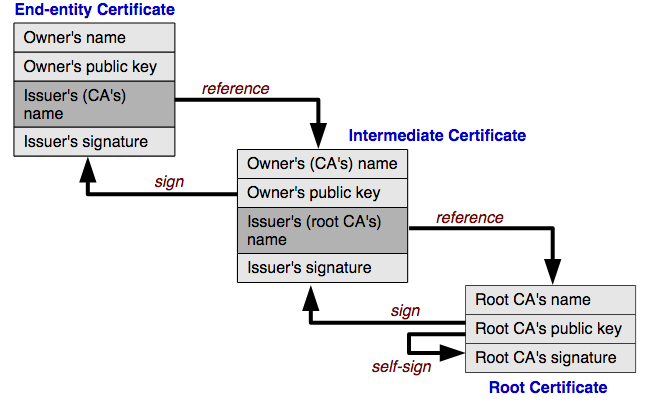 End-entity Certificate
Owner's name
Owner's public key
Issuer's (CA's)
name
Issuer's signature
reference
sign
Intermediate Certificate
Owner's (CA's) name
Owner's public key
Issuer's (root CA's)
name
Issuer's signature
reference
sign
self-sign
Root CA's name
Root CA's public key
Root CA's signature
Root Certificate